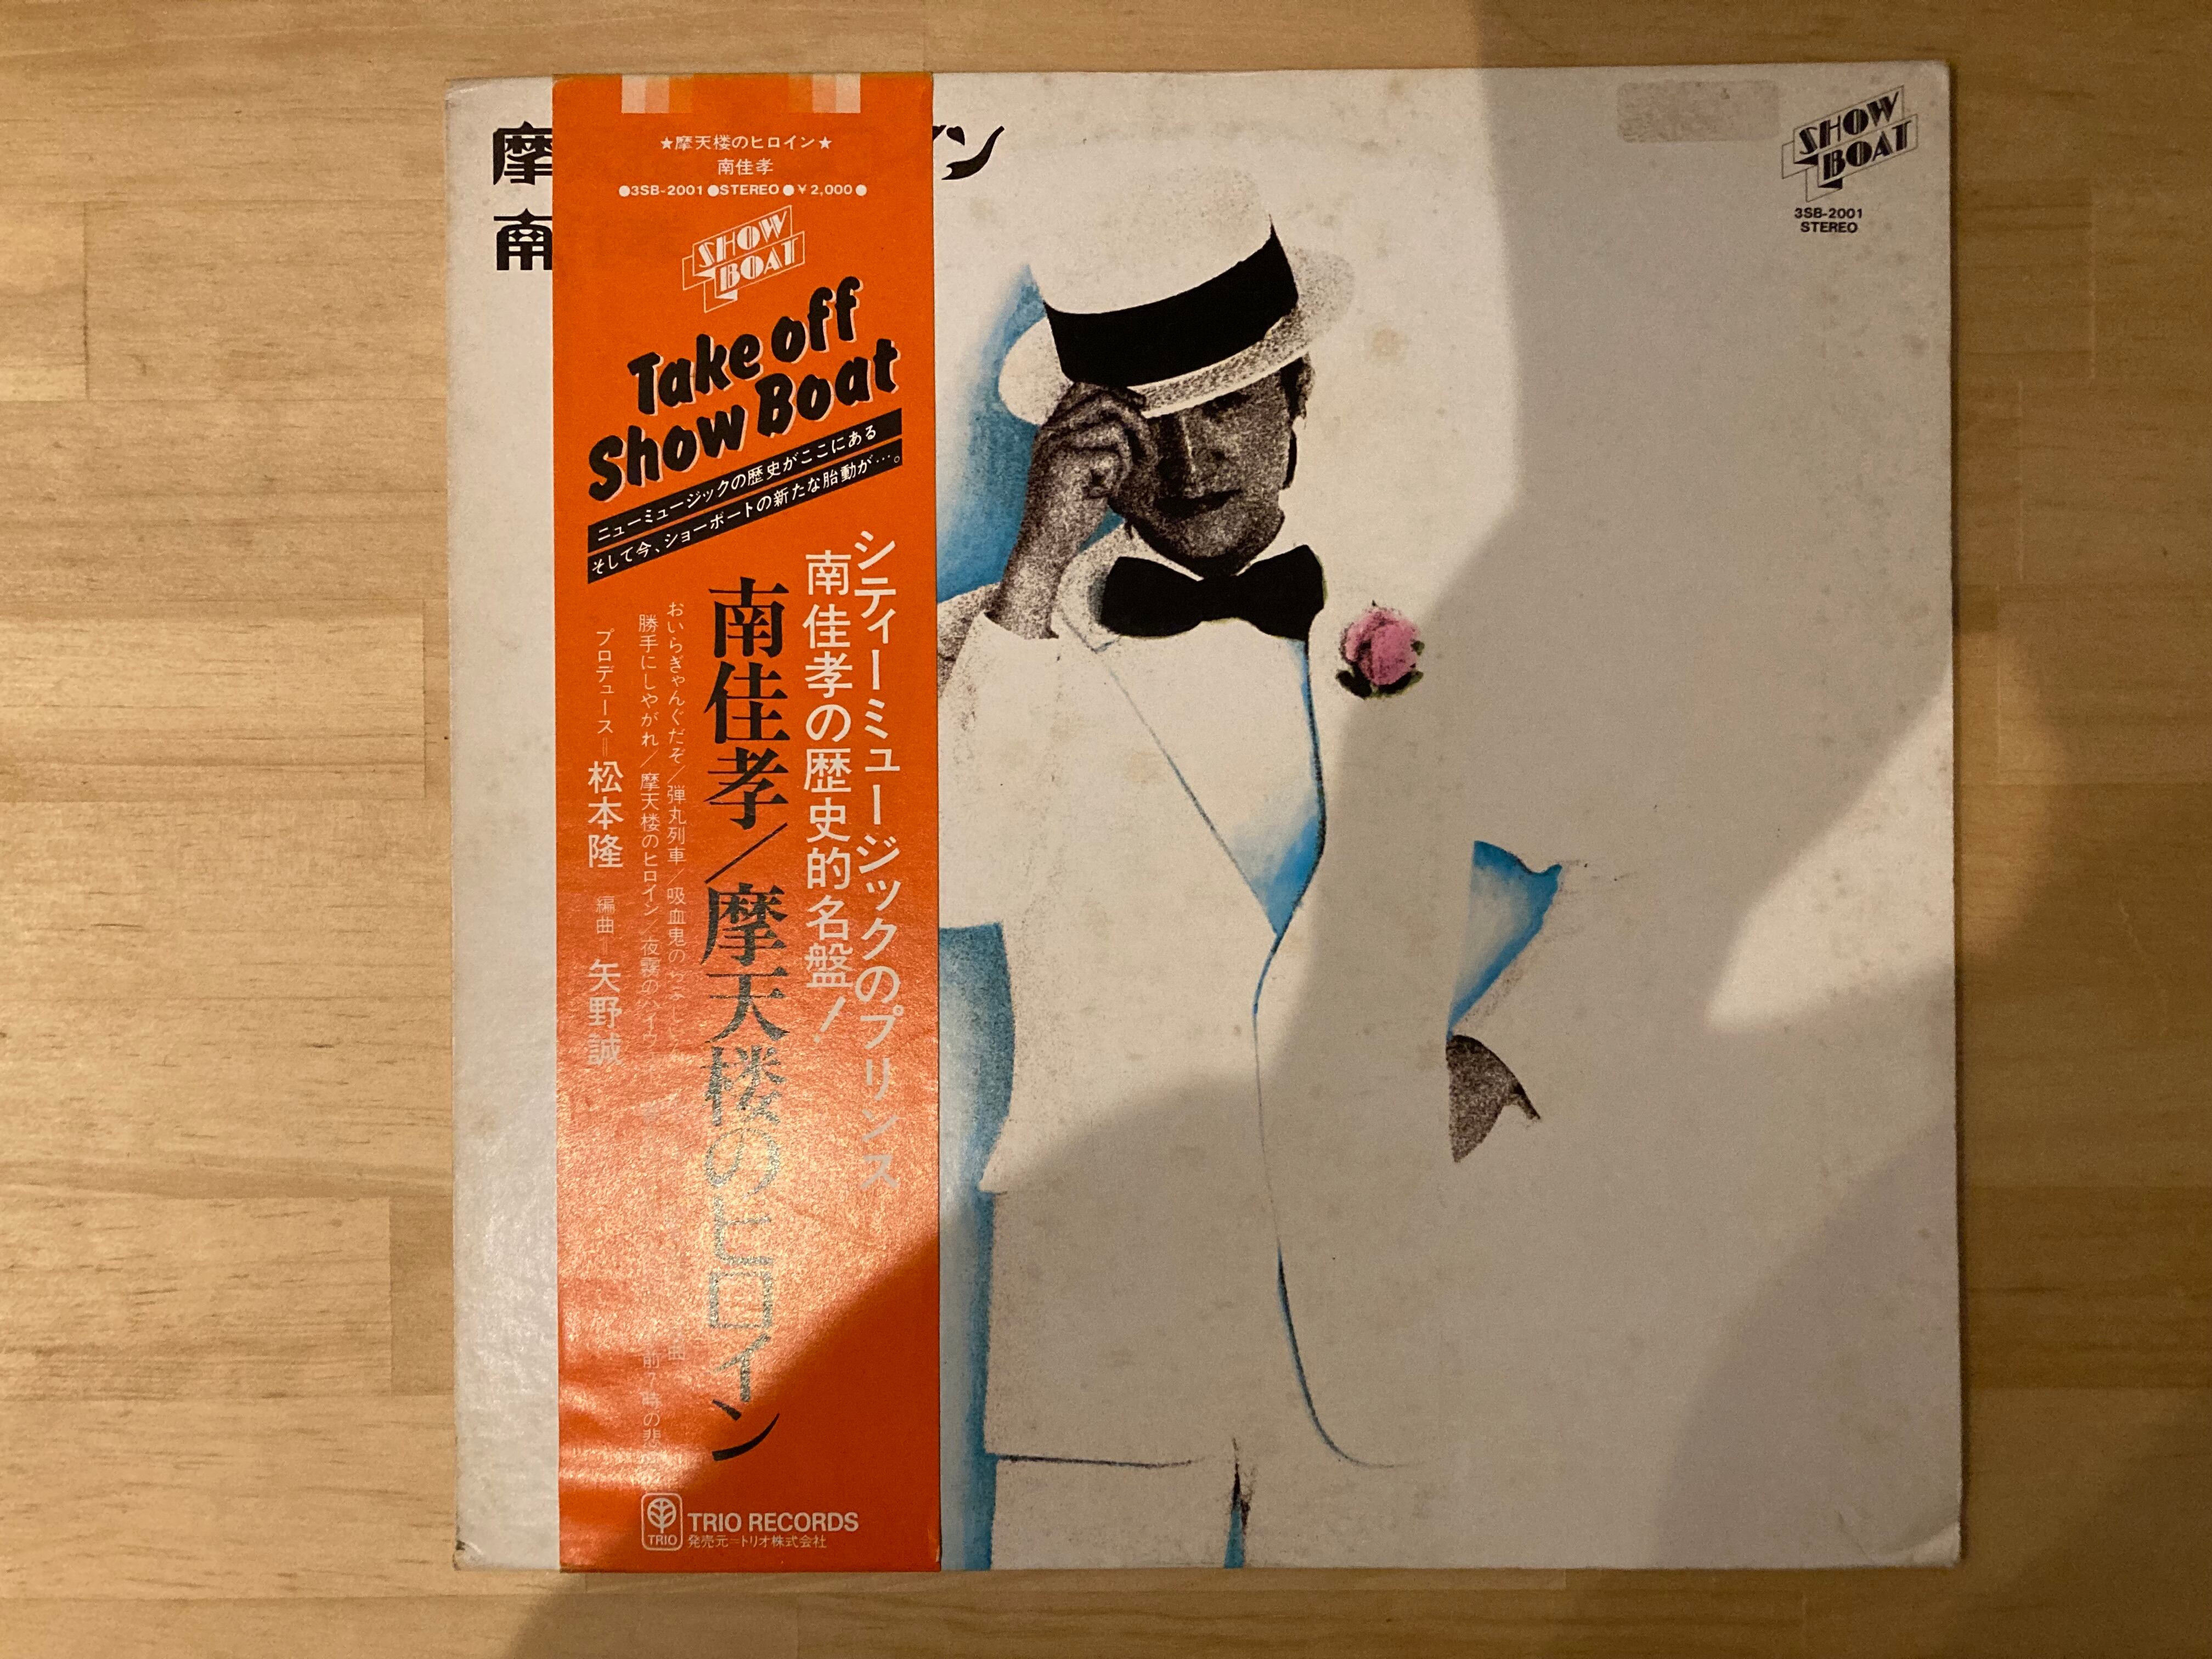 摩
イン
南
★摩天楼のヒロイン★
南佳孝
●3SB-2001●STEREO●￥2,000●
SHOW
BOAT
Take off
Show Boat
ニューミュージックの歴史がここにある
そして今、ショーボートの新たな胎動が…。
シティーミュージックのプリンス
南佳孝の歴史的名盤!
南佳孝/摩天楼のヒロイン
おいらぎゃんぐだぞ/弾丸列車/吸血鬼の
勝手にしやがれ/摩天楼のヒロイン/夜霧のハイウェ
曲
前7時の悲
プロデュース=松本隆 編曲=矢野誠
TRIO
TRIO RECORDS
発売元=トリオ株式会社
SHOW
BOAT
3SB-2001
STEREO